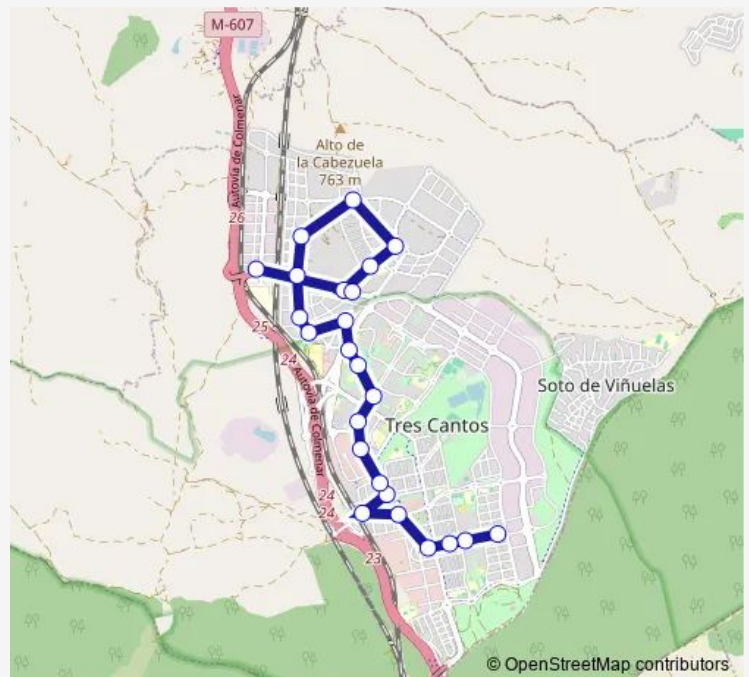 M-607
Autovía de Colmenar
Alto de
la Cabezuela
763 m
26
25
24
Autovía de Colmenar
Soto de Viñuelas
Tres Cantos
24
24
23
© OpenStreetMap contributors